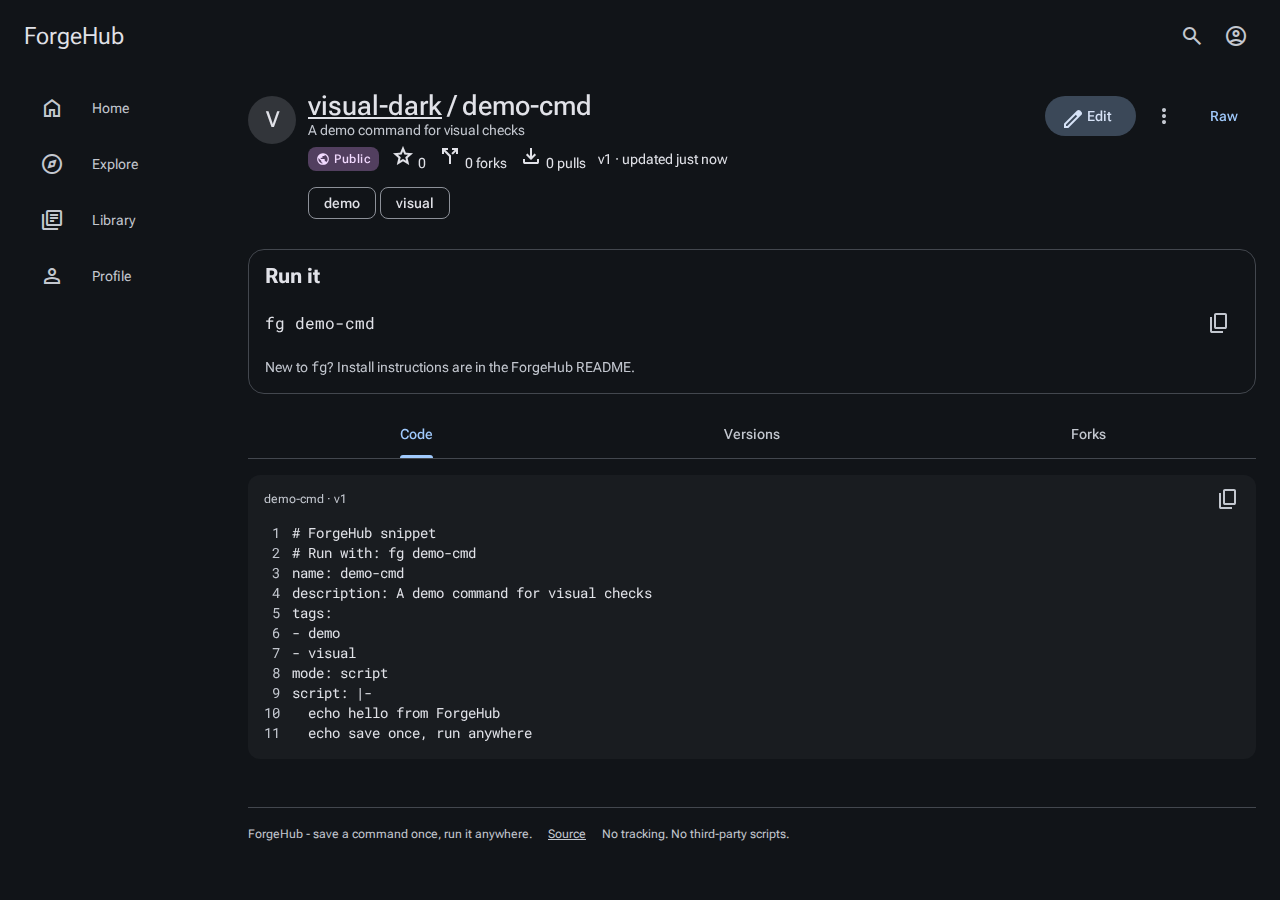 ForgeHub
Home
Explore
Library
Profile
V
visual-dark / demo-cmd
A demo command for visual checks
Public 0 0 forks 0 pulls v1 · updated just now
demo visual
Edit Raw
Run it
fg demo-cmd
New to fg? Install instructions are in the ForgeHub README.
Code Versions Forks
demo-cmd · v1
1 # ForgeHub snippet
2 # Run with: fg demo-cmd
3 name: demo-cmd
4 description: A demo command for visual checks
5 tags:
6 - demo
7 - visual
8 mode: script
9 script: |-
10   echo hello from ForgeHub
11   echo save once, run anywhere
ForgeHub - save a command once, run it anywhere. Source No tracking. No third-party scripts.